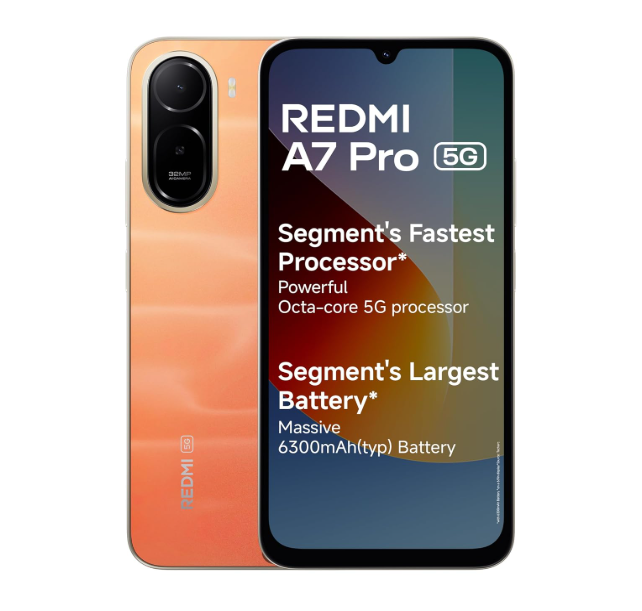 32MP
REDMI 5G
REDMI
A7 Pro 5G
Segment's Fastest
Processor*
Powerful
Octa-core 5G processor
Segment's Largest
Battery*
Massive
6300mAh(typ) Battery